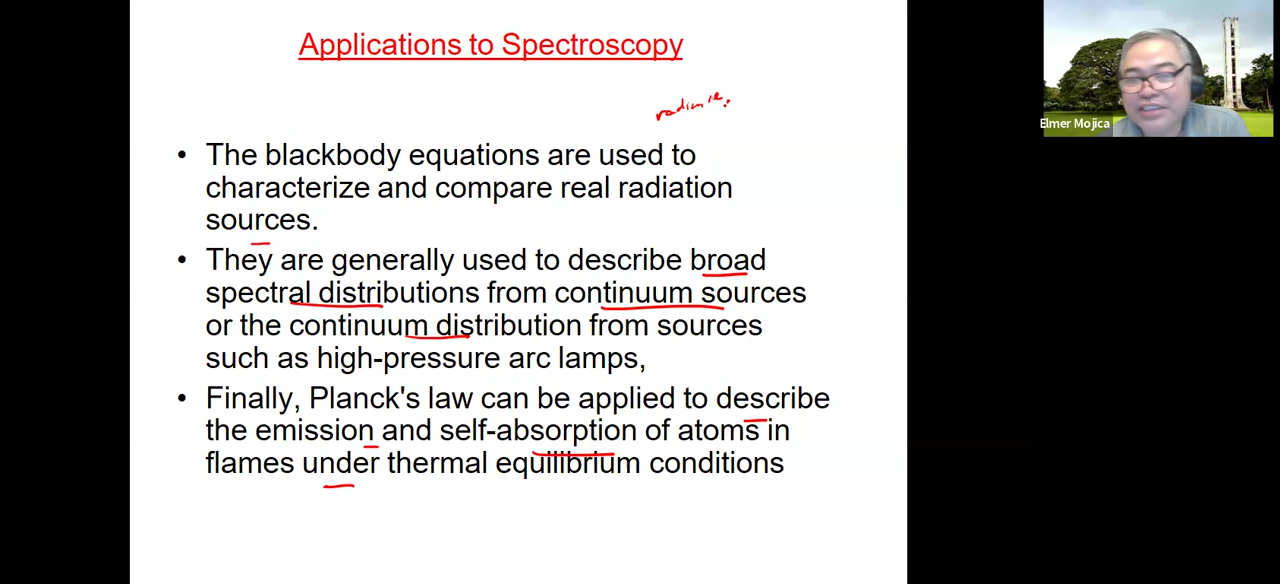 Applications to Spectroscopy
Elmer Mojica
• The blackbody equations are used to
characterize and compare real radiation
sources.
• They are generally used to describe broad
spectral distributions from continuum sources
or the continuum distribution from sources
such as high-pressure arc lamps,
• Finally, Planck's law can be applied to describe
the emission and self-absorption of atoms in
flames under thermal equilibrium conditions